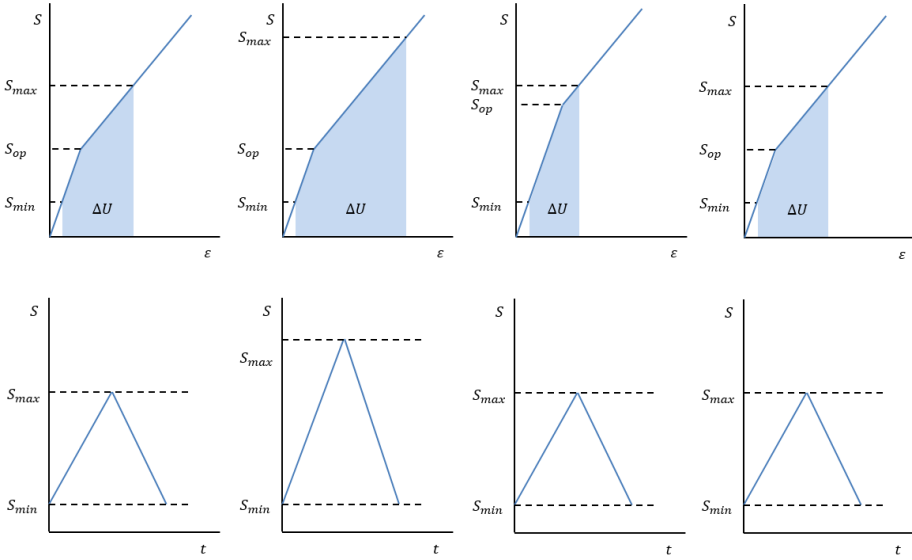 S
S_max
S_op
S_min
ΔU
ε
S
S_max
S_op
S_min
ΔU
ε
S
S_max
S_op
S_min
ΔU
ε
S
S_max
S_op
S_min
ΔU
ε
S
S_max
S_min
t
S
S_max
S_min
t
S
S_max
S_min
t
S
S_max
S_min
t